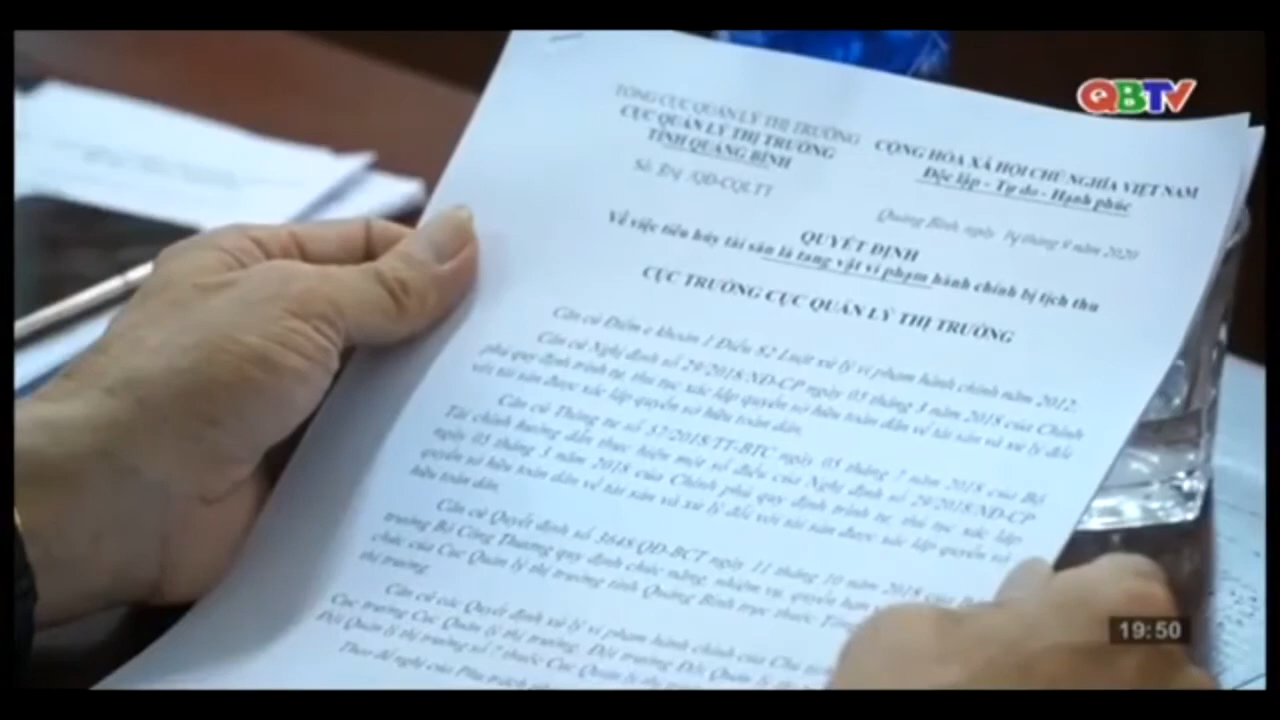 QBTV
TỔNG CỤC QUẢN LÝ THỊ TRƯỜNG
CỤC QUẢN LÝ THỊ TRƯỜNG
TỈNH QUẢNG BÌNH
Số: /QĐ-CQLTT
CỘNG HÒA XÃ HỘI CHỦ NGHĨA VIỆT NAM
Độc lập - Tự do - Hạnh phúc
Quảng Bình, ngày tháng 9 năm 2020
QUYẾT ĐỊNH
Về việc tiêu hủy tài sản là tang vật vi phạm hành chính bị tịch thu
CỤC TRƯỞNG CỤC QUẢN LÝ THỊ TRƯỜNG
Căn cứ Điểm e khoản 1 Điều 82 Luật xử lý vi phạm hành chính năm 2012;
Căn cứ Nghị định số 29/2018/NĐ-CP ngày 05 tháng 3 năm 2018 của Chính
phủ quy định trình tự, thủ tục xác lập quyền sở hữu toàn dân về tài sản và xử lý đối
với tài sản được xác lập quyền sở hữu toàn dân;
Căn cứ Thông tư số 57/2018/TT-BTC ngày 05 tháng 7 năm 2018 của Bộ
Tài chính hướng dẫn thực hiện một số điều của Nghị định số 29/2018/NĐ-CP
ngày 05 tháng 3 năm 2018 của Chính phủ quy định trình tự, thủ tục xác lập
quyền sở hữu toàn dân về tài sản và xử lý đối với tài sản được xác lập quyền sở
hữu toàn dân;
Căn cứ Quyết định số 3648/QĐ-BCT ngày 11 tháng 10 năm 2018 của
trưởng Bộ Công Thương quy định chức năng, nhiệm vụ, quyền hạn
chức của Cục Quản lý thị trường tỉnh Quảng Bình trực thuộc Tổng
thị trường;
Căn cứ các Quyết định xử lý vi phạm hành chính của Chủ
Cục trưởng Cục Quản lý thị trường, Đội trưởng Đội Quản lý
Đội Quản lý thị trường số 7 thuộc Cục Quản lý thị trường
Theo đề nghị của Phụ trách
19:50